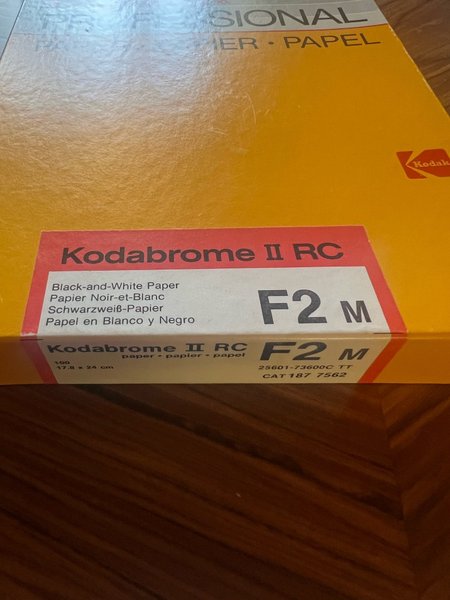 PROFESSIONAL
PAPIER • PAPEL
Kodak
Kodabrome II RC
Black-and-White Paper
Papier Noir-et-Blanc
Schwarzweiß-Papier
Papel en Blanco y Negro
F2 M
Kodabrome II RC
paper • papier • papel
F2 M
100
17.8 x 24 cm
25601-73600C TT
CAT 187 7562